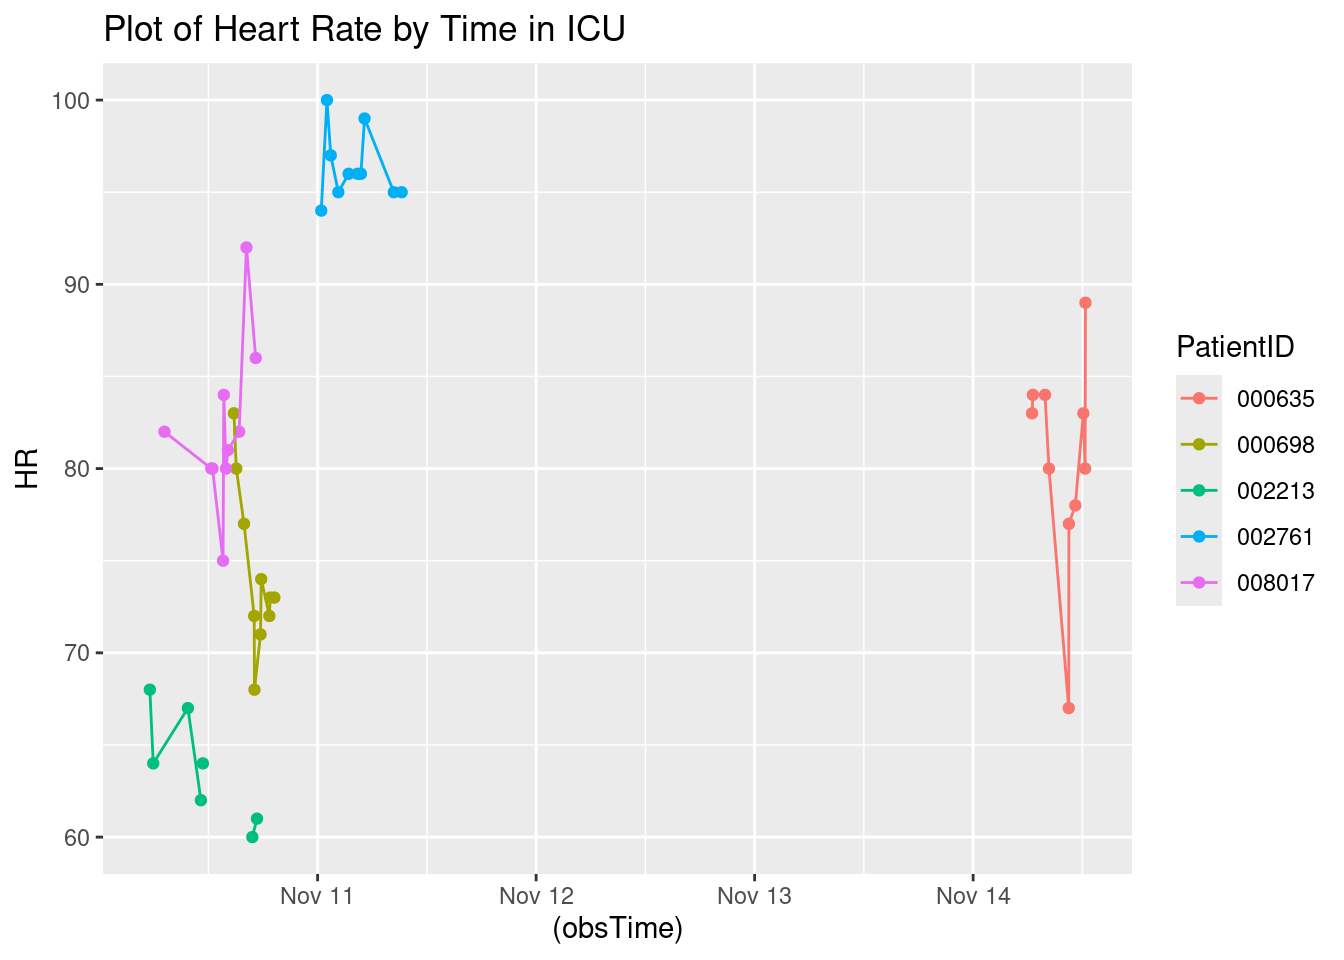 Plot of Heart Rate by Time in ICU
100
90
80
70
60
HR
Nov 11
Nov 12
Nov 13
Nov 14
(obsTime)
PatientID
000635
000698
002213
002761
008017